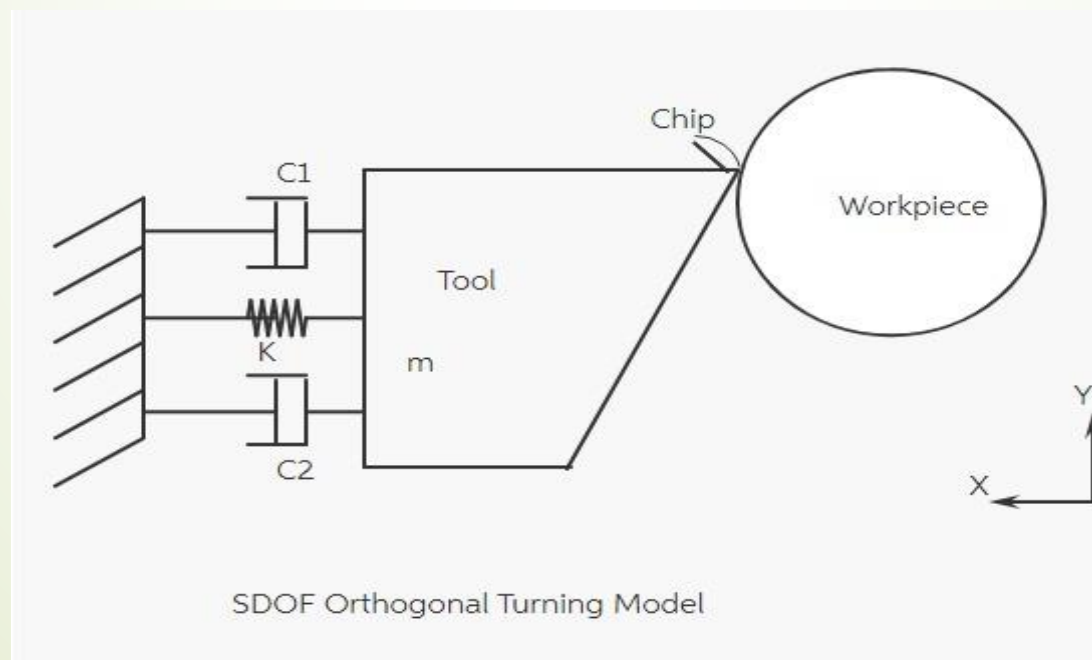 Chip
C1
Workpiece
Tool
K
m
Y
C2
X
SDOF Orthogonal Turning Model